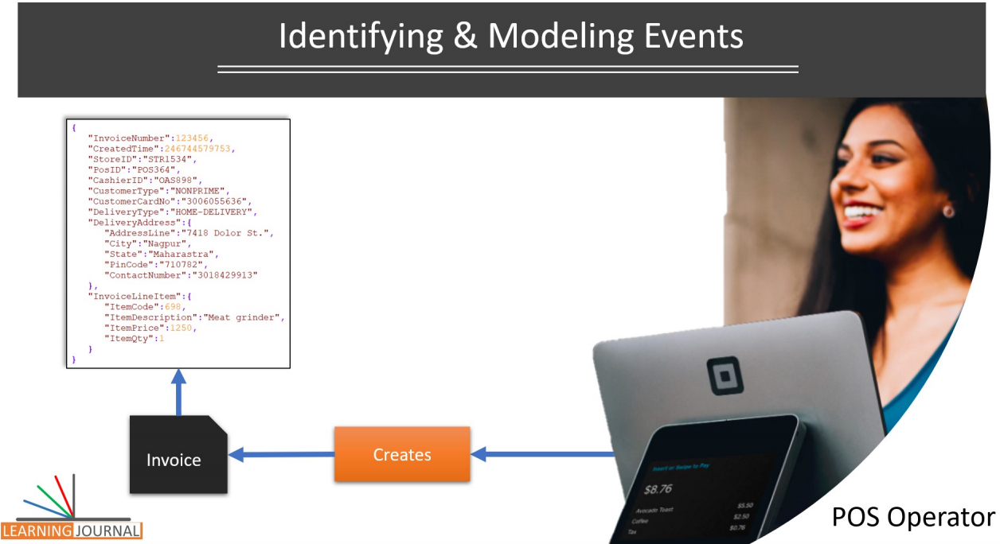 Identifying & Modeling Events
{
"InvoiceNumber":123456,
"CreatedTime":246744579753,
"StoreID":"STR1534",
"PosID":"POS364",
"CashierID":"OAS898",
"CustomerType":"NONPRIME",
"CustomerCardNo":"3006055636",
"DeliveryType":"HOME-DELIVERY",
"DeliveryAddress":{
"AddressLine":"7418 Dolor St.",
"City":"Nagpur",
"State":"Maharastra",
"PinCode":"710782",
"ContactNumber":"3018429913"
},
"InvoiceLineItem":{
"ItemCode":698,
"ItemDescription":"Meat grinder",
"ItemPrice":1250,
"ItemQty":1
}
}
Invoice
Creates
Insert or Swipe to Pay
$8.76
Avocado Toast $5.50
Coffee $2.50
Tax $0.76
POS Operator
LEARNING JOURNAL